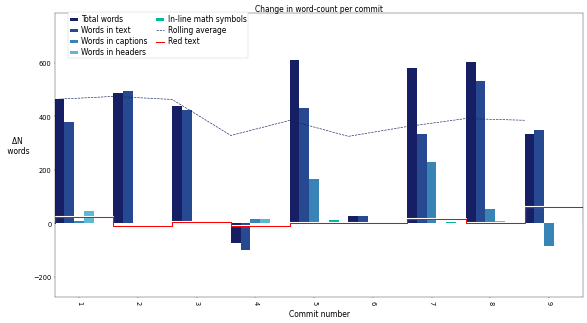 Change in word-count per commit
Total words
Words in text
Words in captions
Words in headers
In-line math symbols
Rolling average
Red text
600
400
200
0
−200
ΔN
words
1
2
3
4
5
6
7
8
9
Commit number